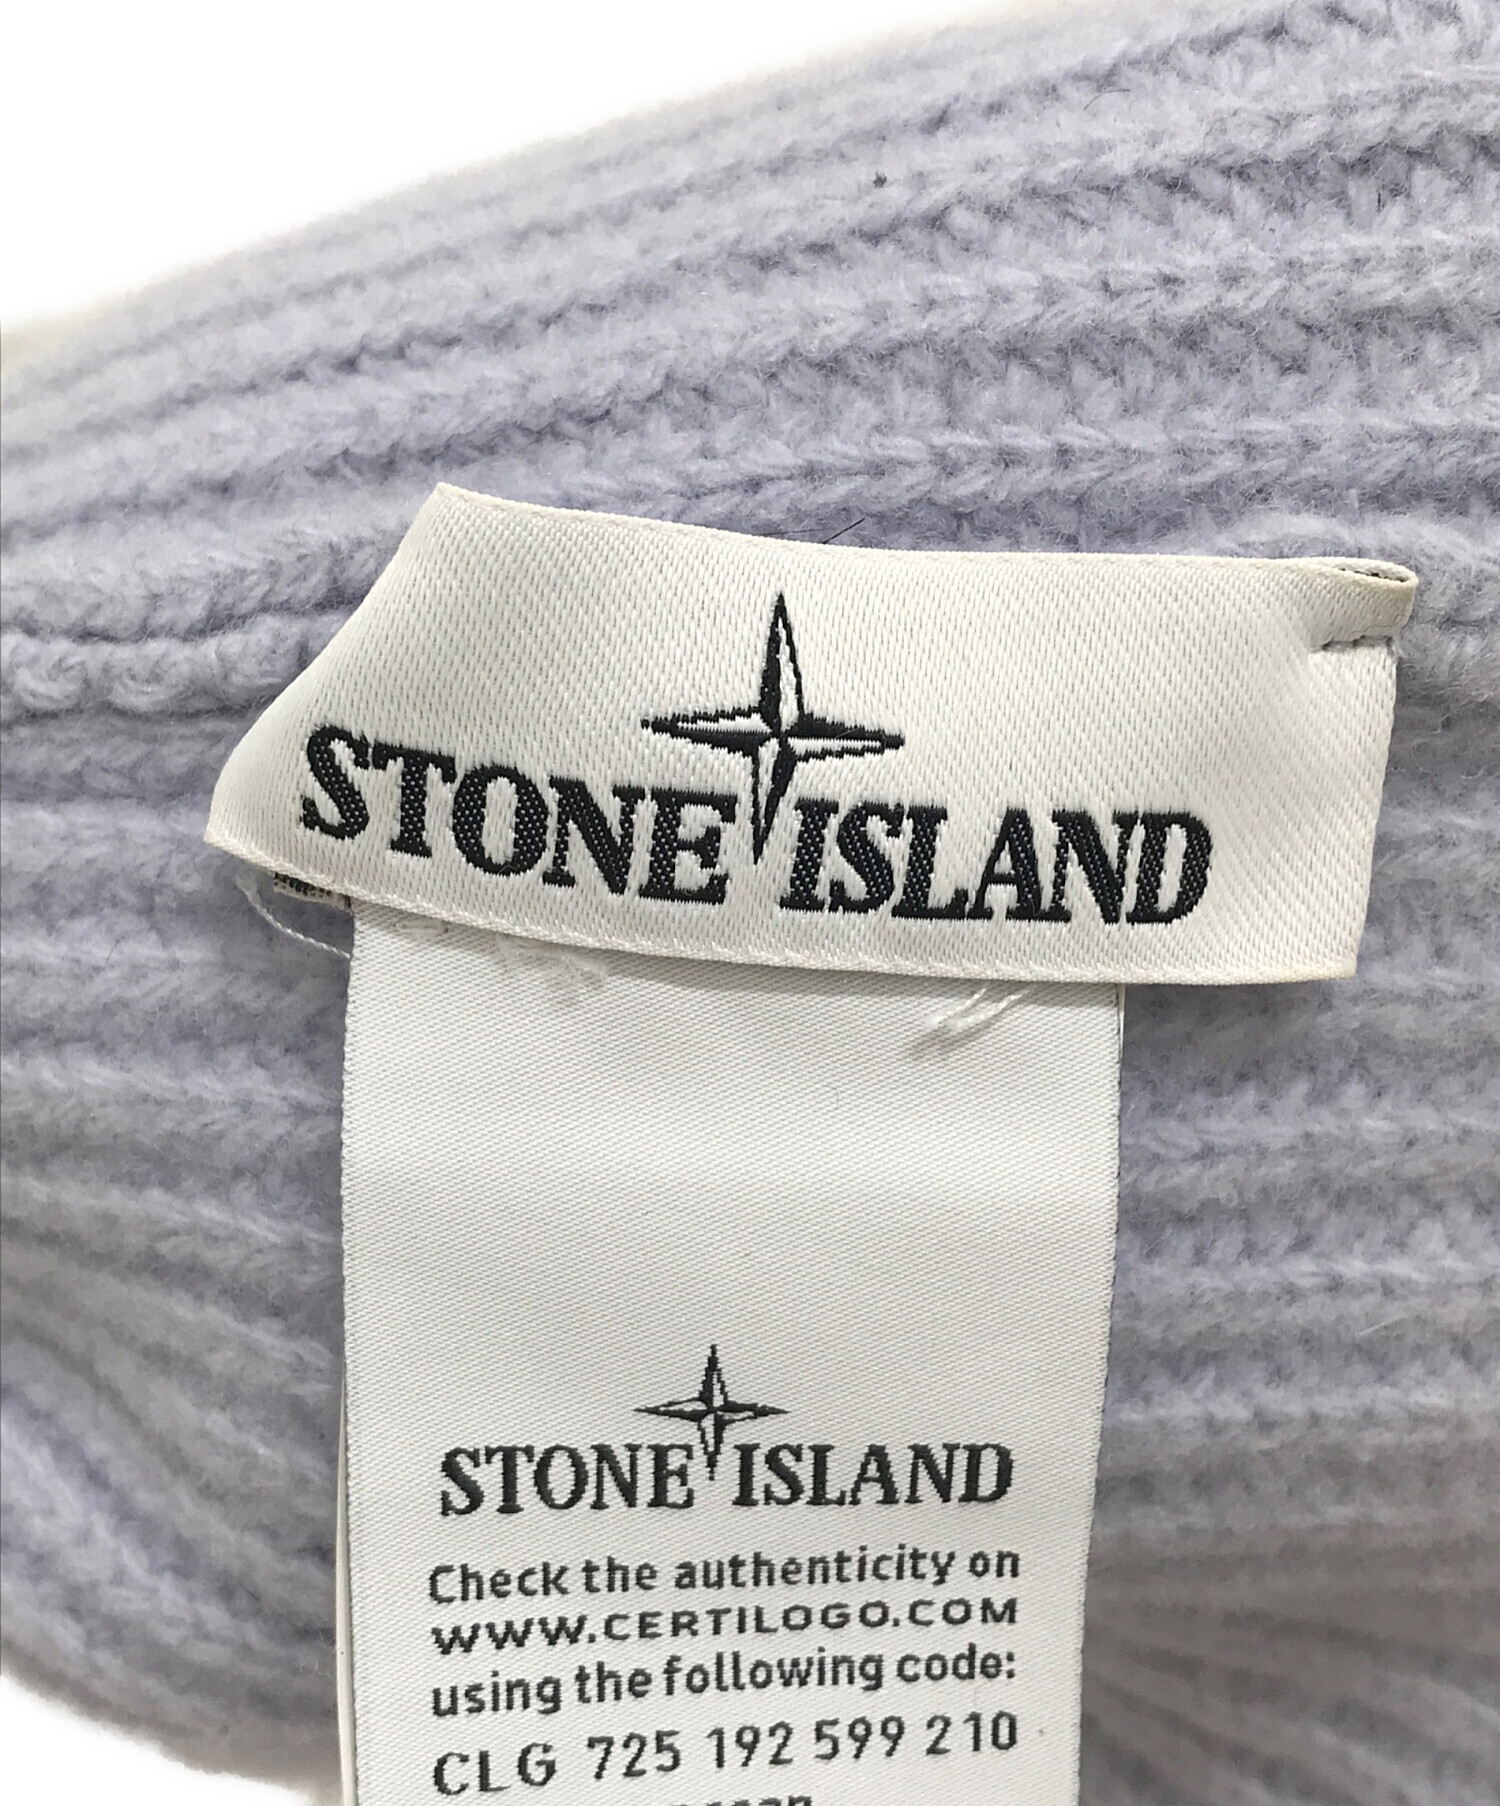 STONE ISLAND
STONE ISLAND
Check the authenticity on
WWW.CERTILOGO.COM
using the following code:
CLG 725 192 599 210